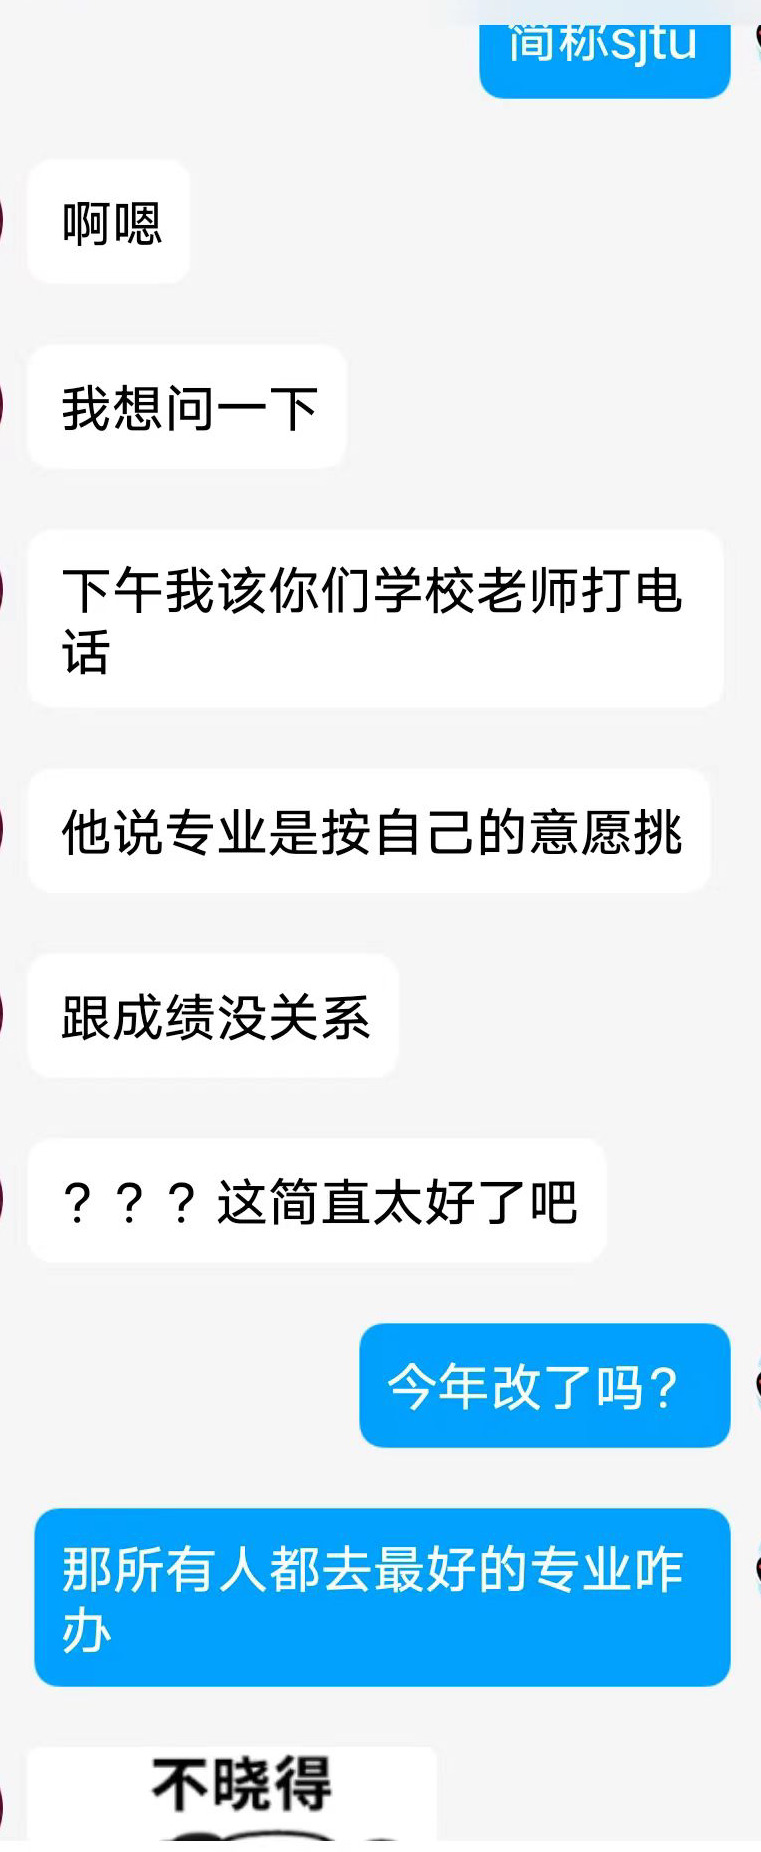 简称sjtu
啊嗯
我想问一下
下午我该你们学校老师打电
话
他说专业是按自己的意愿挑
跟成绩没关系
？？？这简直太好了吧
今年改了吗？
那所有人都去最好的专业咋
办
不晓得